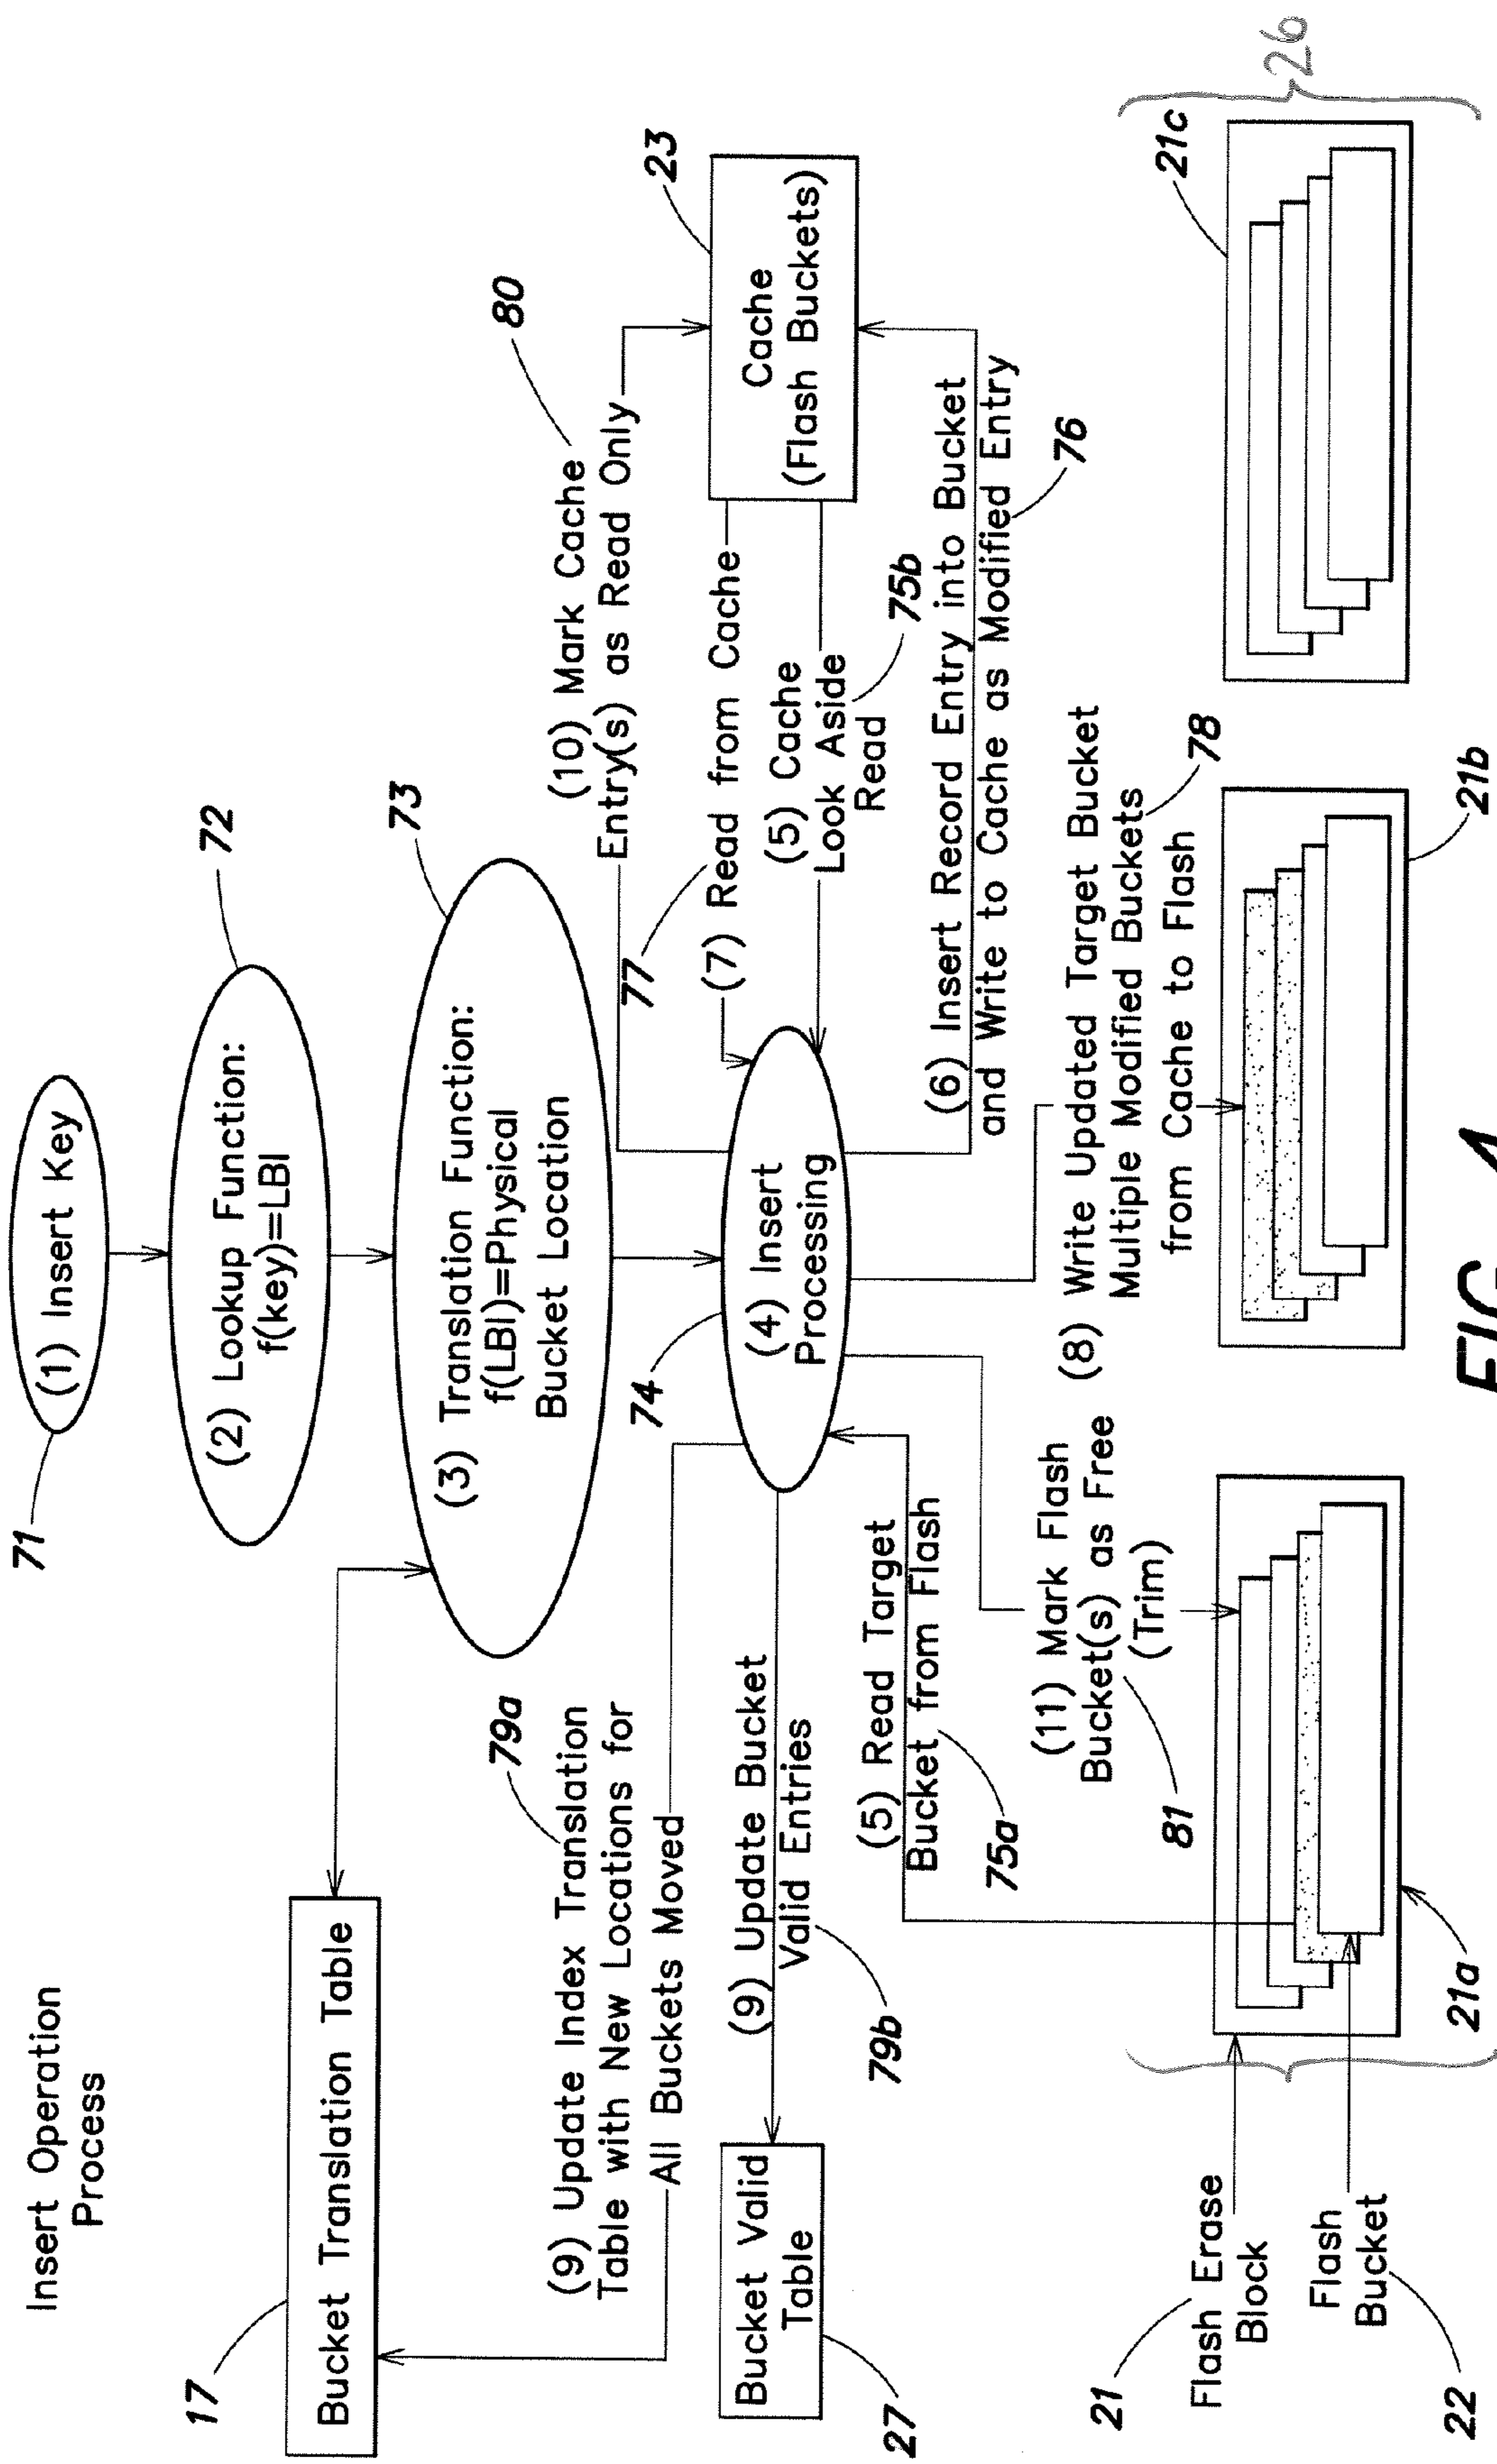 Insert Operation
Process
71
(1) Insert Key
72
(2) Lookup Function:
f(key)=LBI
73
(3) Translation Function:
f(LBI)=Physical
Bucket Location
17
Bucket Translation Table
74
(4) Insert
Processing
79a
(9) Update Index Translation
Table with New Locations for
All Buckets Moved
(9) Update Bucket
Valid Entries
79b
Bucket Valid
Table
27
80
(10) Mark Cache
Entry(s) as Read Only
77
(7) Read from Cache
(5) Cache
Look Aside
Read
75b
23
Cache
(Flash Buckets)
(6) Insert Record Entry into Bucket
and Write to Cache as Modified Entry
76
(5) Read Target
Bucket from Flash
75a
(11) Mark Flash
Bucket(s) as Free
(Trim)
81
(8) Write Updated Target Bucket
Multiple Modified Buckets
from Cache to Flash
78
21
Flash Erase
Block
Flash
Bucket
22
21a
21b
21c
26
FIG. 4